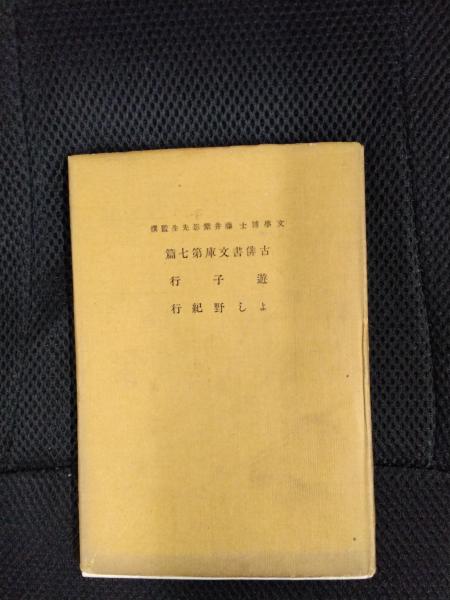 文學博士藤井紫影先生監撰
古俳書文庫第七篇
遊子行
よし野紀行